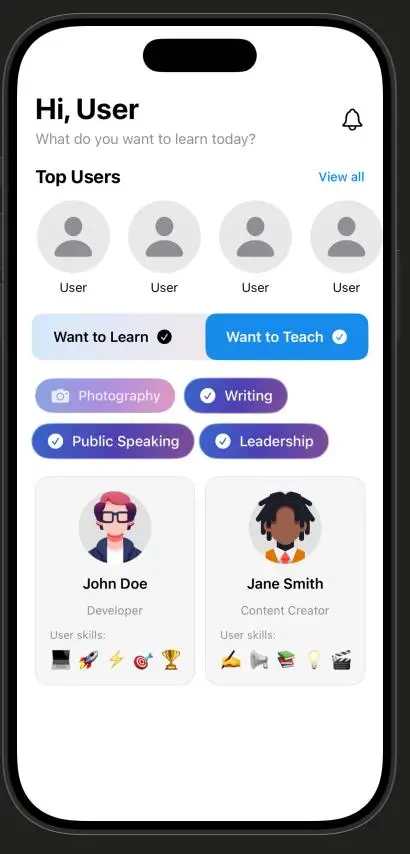 Hi, User
What do you want to learn today?
Top Users View all
User User User User
Want to Learn Want to Teach
Photography Writing
Public Speaking Leadership
John Doe Jane Smith
Developer Content Creator
User skills: User skills: